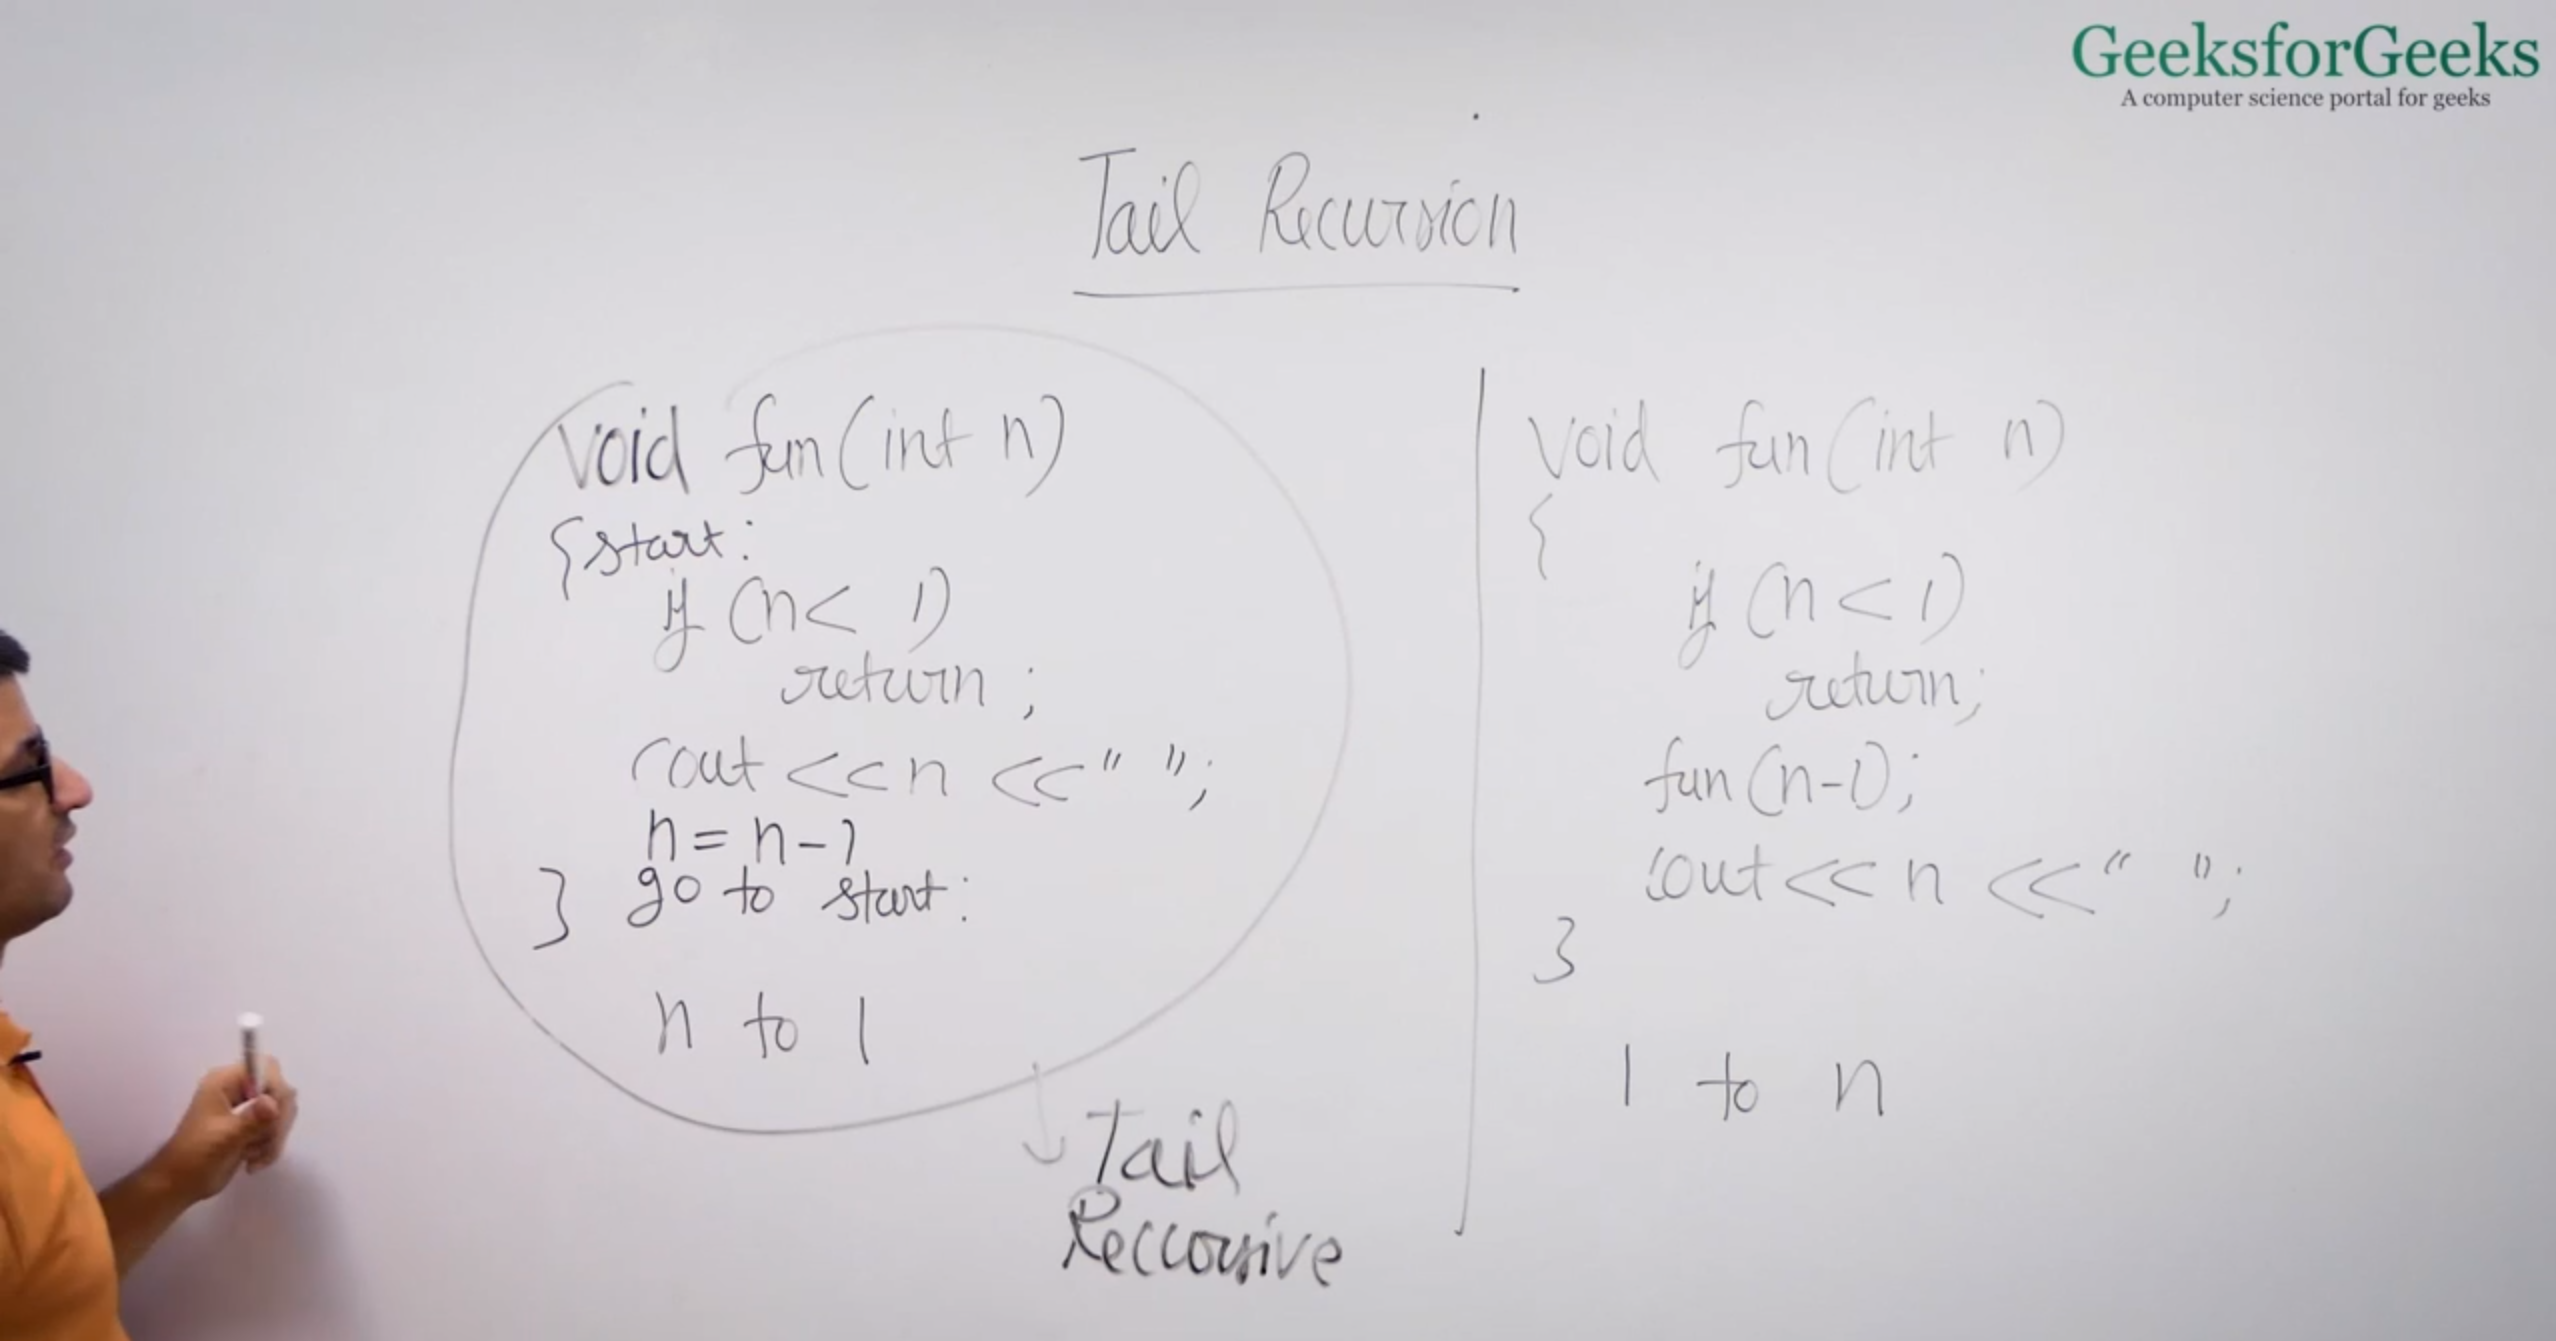 GeeksforGeeks
A computer science portal for geeks
Tail Recursion
void fun(int n)
{start:
if (n< 1)
return ;
cout <<n <<" ";
n = n-1
} go to start:
n to 1
Tail
Reccorsive
void fun(int n)
{
if (n<1)
return;
fun(n-1);
cout<< n <<" ";
}
1 to n